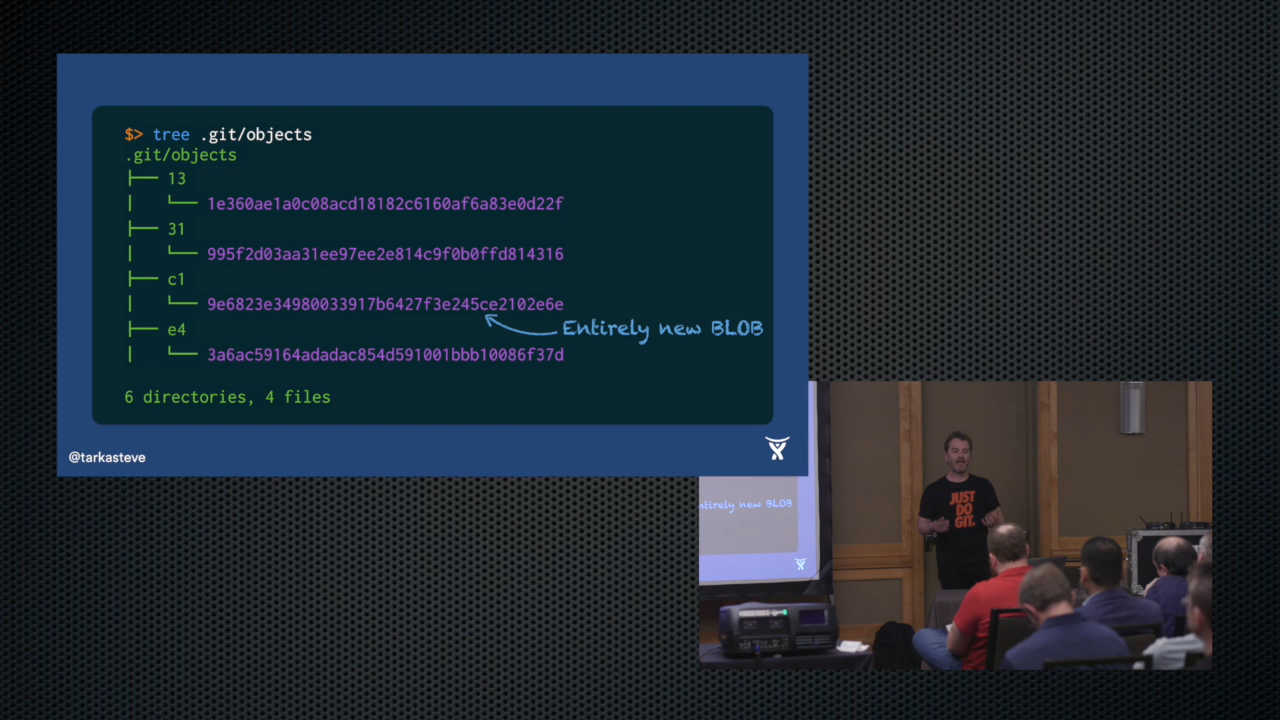 $> tree .git/objects
.git/objects
├── 13
│   └── 1e360ae1a0c08acd18182c6160af6a83e0d22f
├── 31
│   └── 995f2d03aa31ee97ee2e814c9f0b0ffd814316
├── c1
│   └── 9e6823e34980033917b6427f3e245ce2102e6e
Entirely new BLOB
├── e4
│   └── 3a6ac59164adadac854d591001bbb10086f37d
6 directories, 4 files
@tarkasteve
ntirely new BLOB
JUST
DO
GIT.